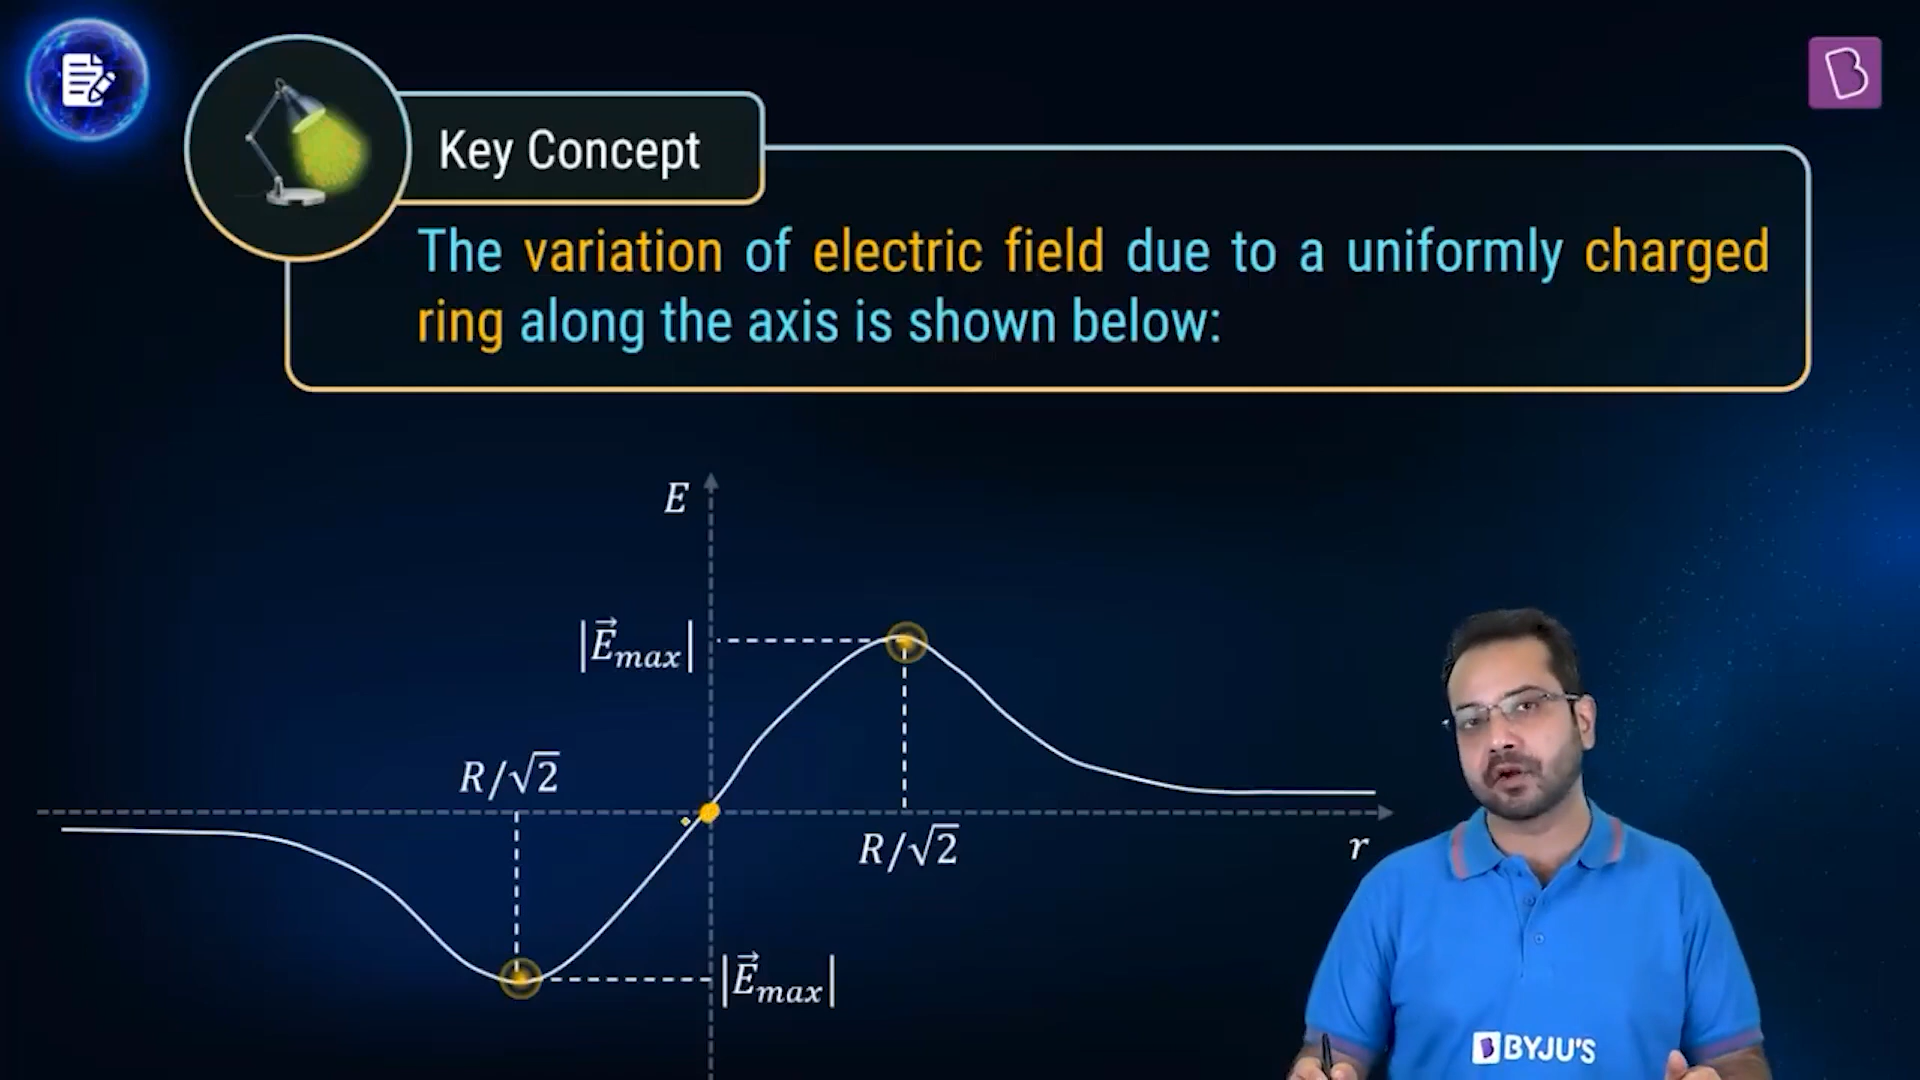 Key Concept
The variation of electric field due to a uniformly charged
ring along the axis is shown below:
E
|E⃗max|
R/√2
R/√2
r
|E⃗max|
BYJU'S